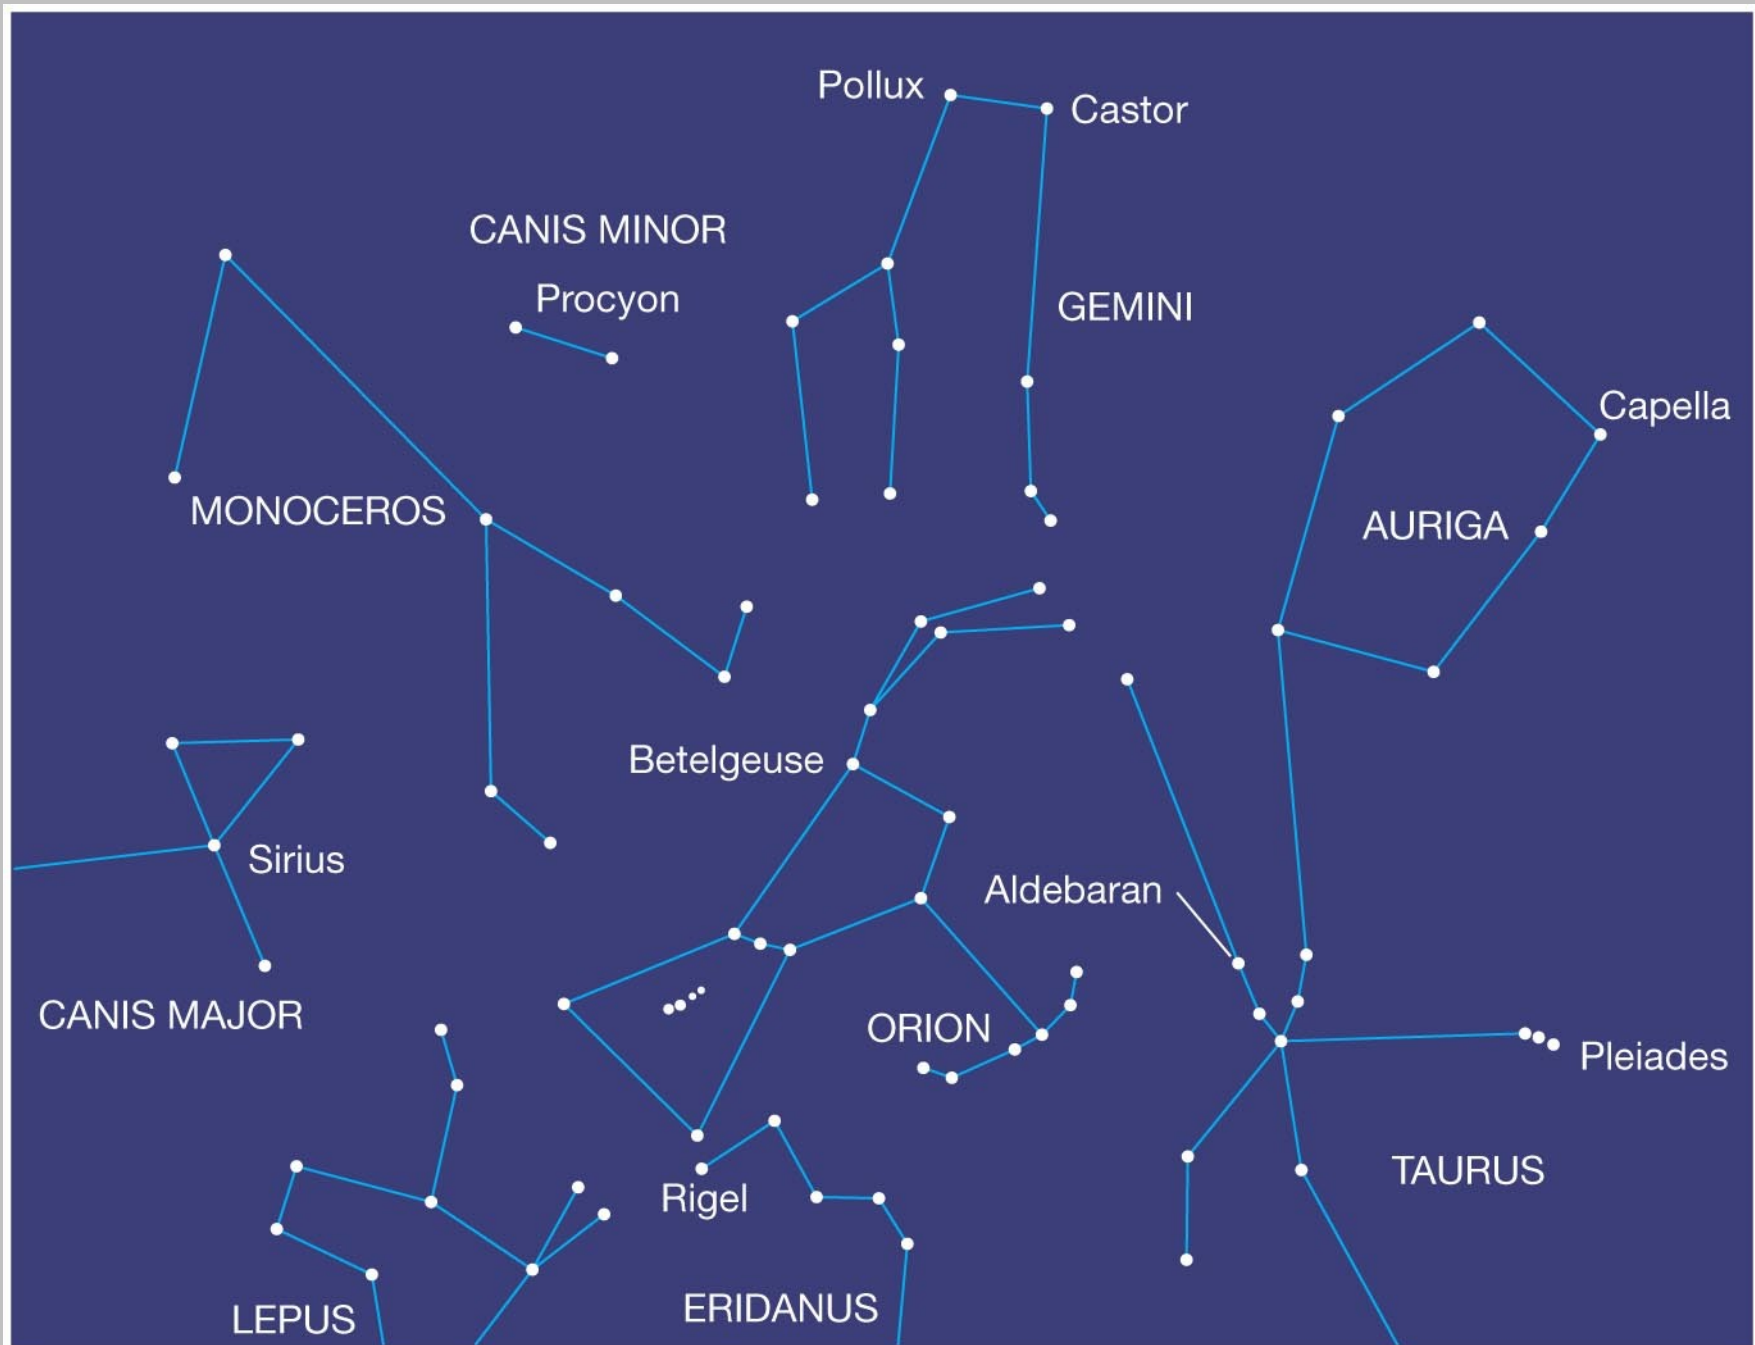 Pollux
Castor
CANIS MINOR
Procyon
GEMINI
Capella
MONOCEROS
AURIGA
Betelgeuse
Sirius
Aldebaran
CANIS MAJOR
ORION
Pleiades
TAURUS
Rigel
ERIDANUS
LEPUS